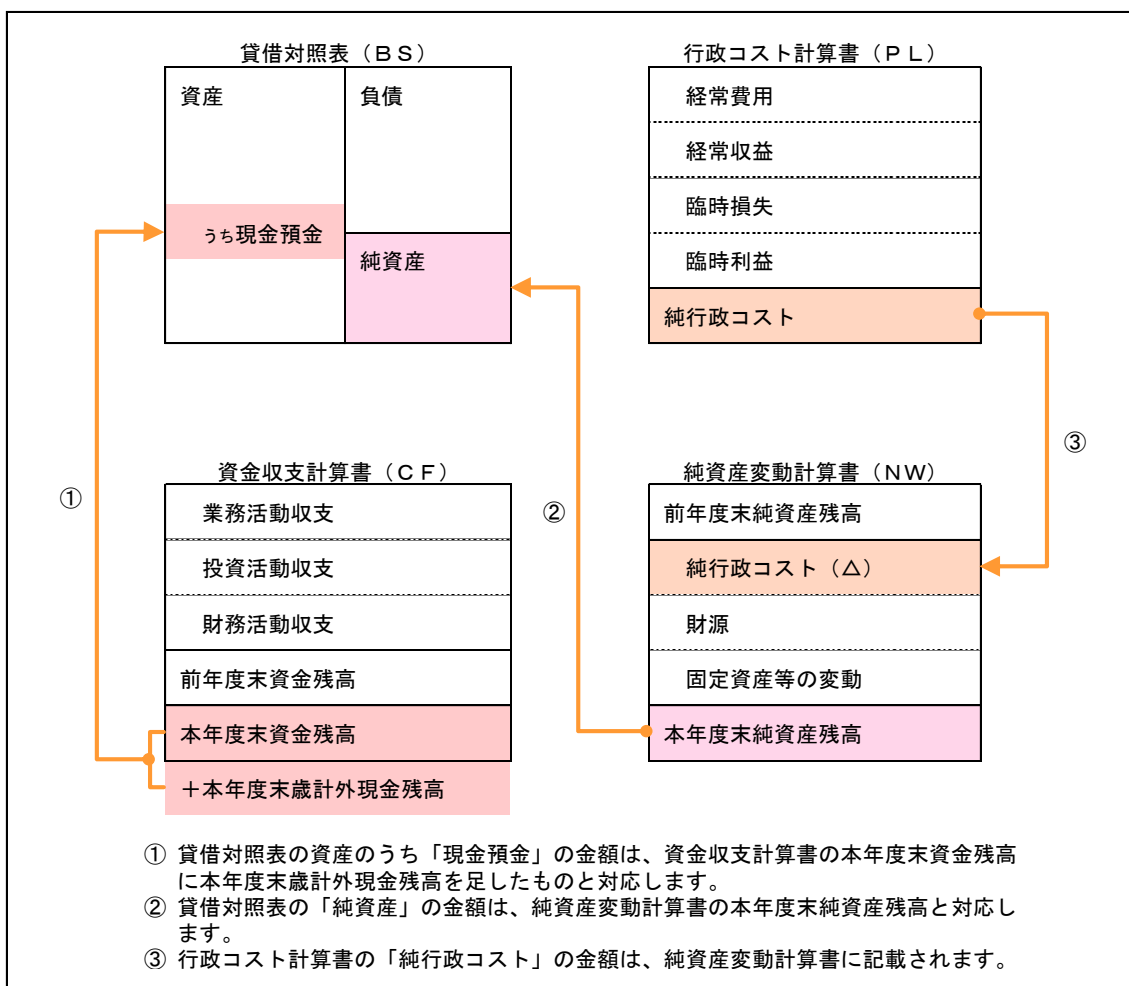 貸借対照表（ＢＳ）
資産
負債
うち現金預金
純資産
行政コスト計算書（ＰＬ）
経常費用
経常収益
臨時損失
臨時利益
純行政コスト
①
②
③
資金収支計算書（ＣＦ）
業務活動収支
投資活動収支
財務活動収支
前年度末資金残高
本年度末資金残高
＋本年度末歳計外現金残高
純資産変動計算書（ＮＷ）
前年度末純資産残高
純行政コスト（△）
財源
固定資産等の変動
本年度末純資産残高
① 貸借対照表の資産のうち「現金預金」の金額は、資金収支計算書の本年度末資金残高
に本年度末歳計外現金残高を足したものと対応します。
② 貸借対照表の「純資産」の金額は、純資産変動計算書の本年度末純資産残高と対応し
ます。
③ 行政コスト計算書の「純行政コスト」の金額は、純資産変動計算書に記載されます。